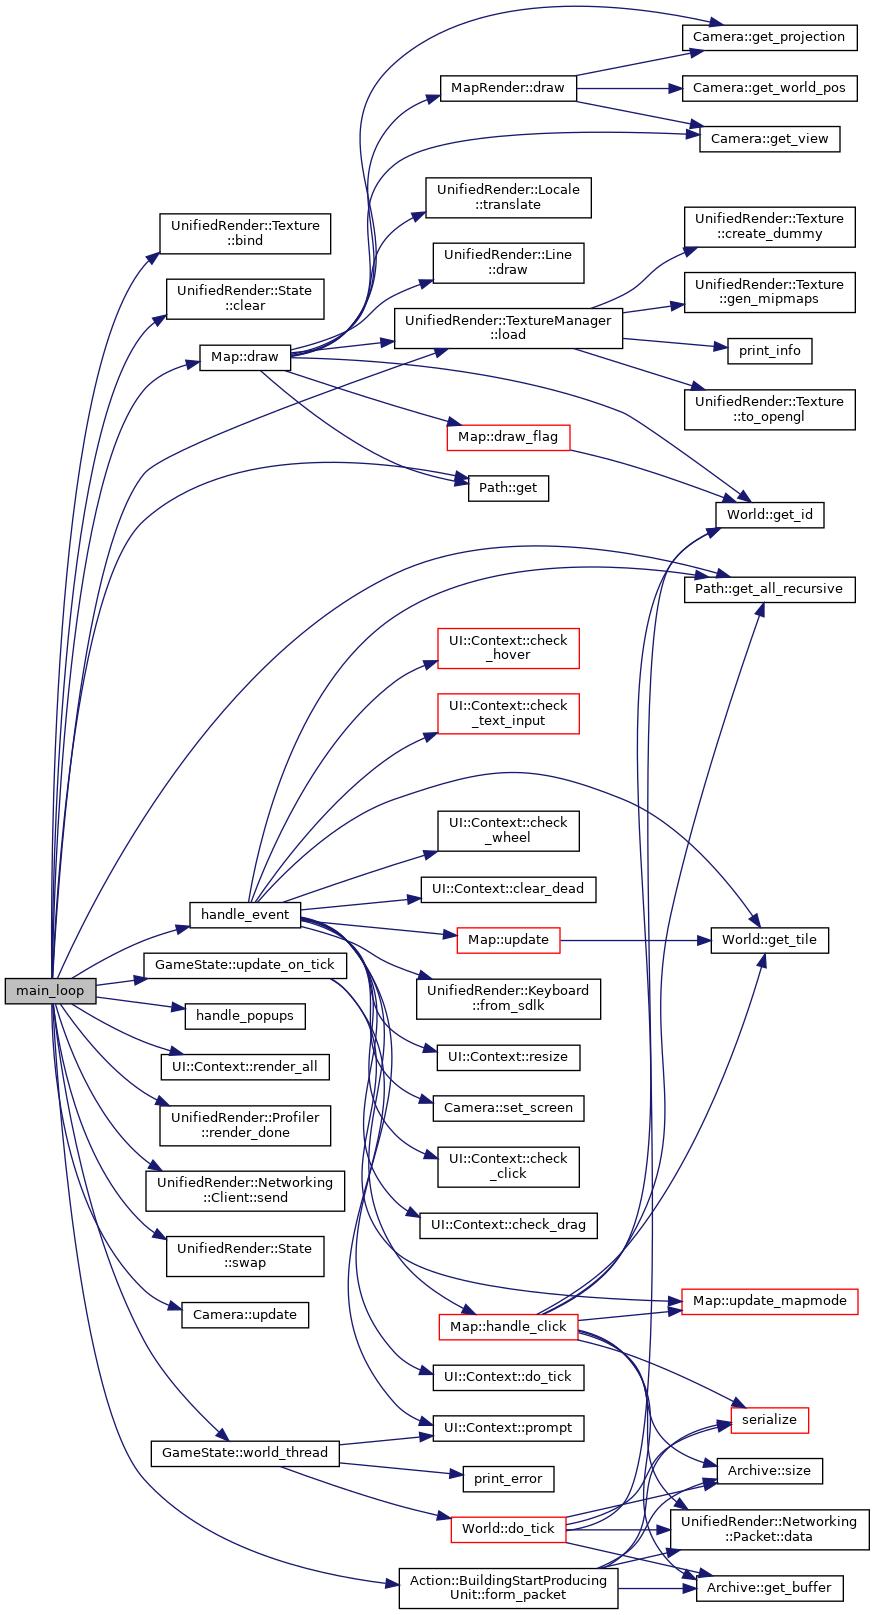 Camera::get_projection
MapRender::draw
Camera::get_world_pos
Camera::get_view
UnifiedRender::Locale
::translate
UnifiedRender::Texture
::bind
UnifiedRender::Texture
::create_dummy
UnifiedRender::Line
::draw
UnifiedRender::State
::clear
UnifiedRender::Texture
::gen_mipmaps
UnifiedRender::TextureManager
::load
Map::draw
print_info
UnifiedRender::Texture
::to_opengl
Map::draw_flag
Path::get
World::get_id
Path::get_all_recursive
UI::Context::check
_hover
UI::Context::check
_text_input
UI::Context::check
_wheel
UI::Context::clear_dead
handle_event
Map::update
World::get_tile
GameState::update_on_tick
main_loop
UnifiedRender::Keyboard
::from_sdlk
handle_popups
UI::Context::resize
UI::Context::render_all
Camera::set_screen
UnifiedRender::Profiler
::render_done
UI::Context::check
_click
UnifiedRender::Networking
::Client::send
UI::Context::check_drag
UnifiedRender::State
::swap
Map::update_mapmode
Camera::update
Map::handle_click
UI::Context::do_tick
serialize
UI::Context::prompt
GameState::world_thread
Archive::size
print_error
World::do_tick
UnifiedRender::Networking
::Packet::data
Action::BuildingStartProducing
Unit::form_packet
Archive::get_buffer